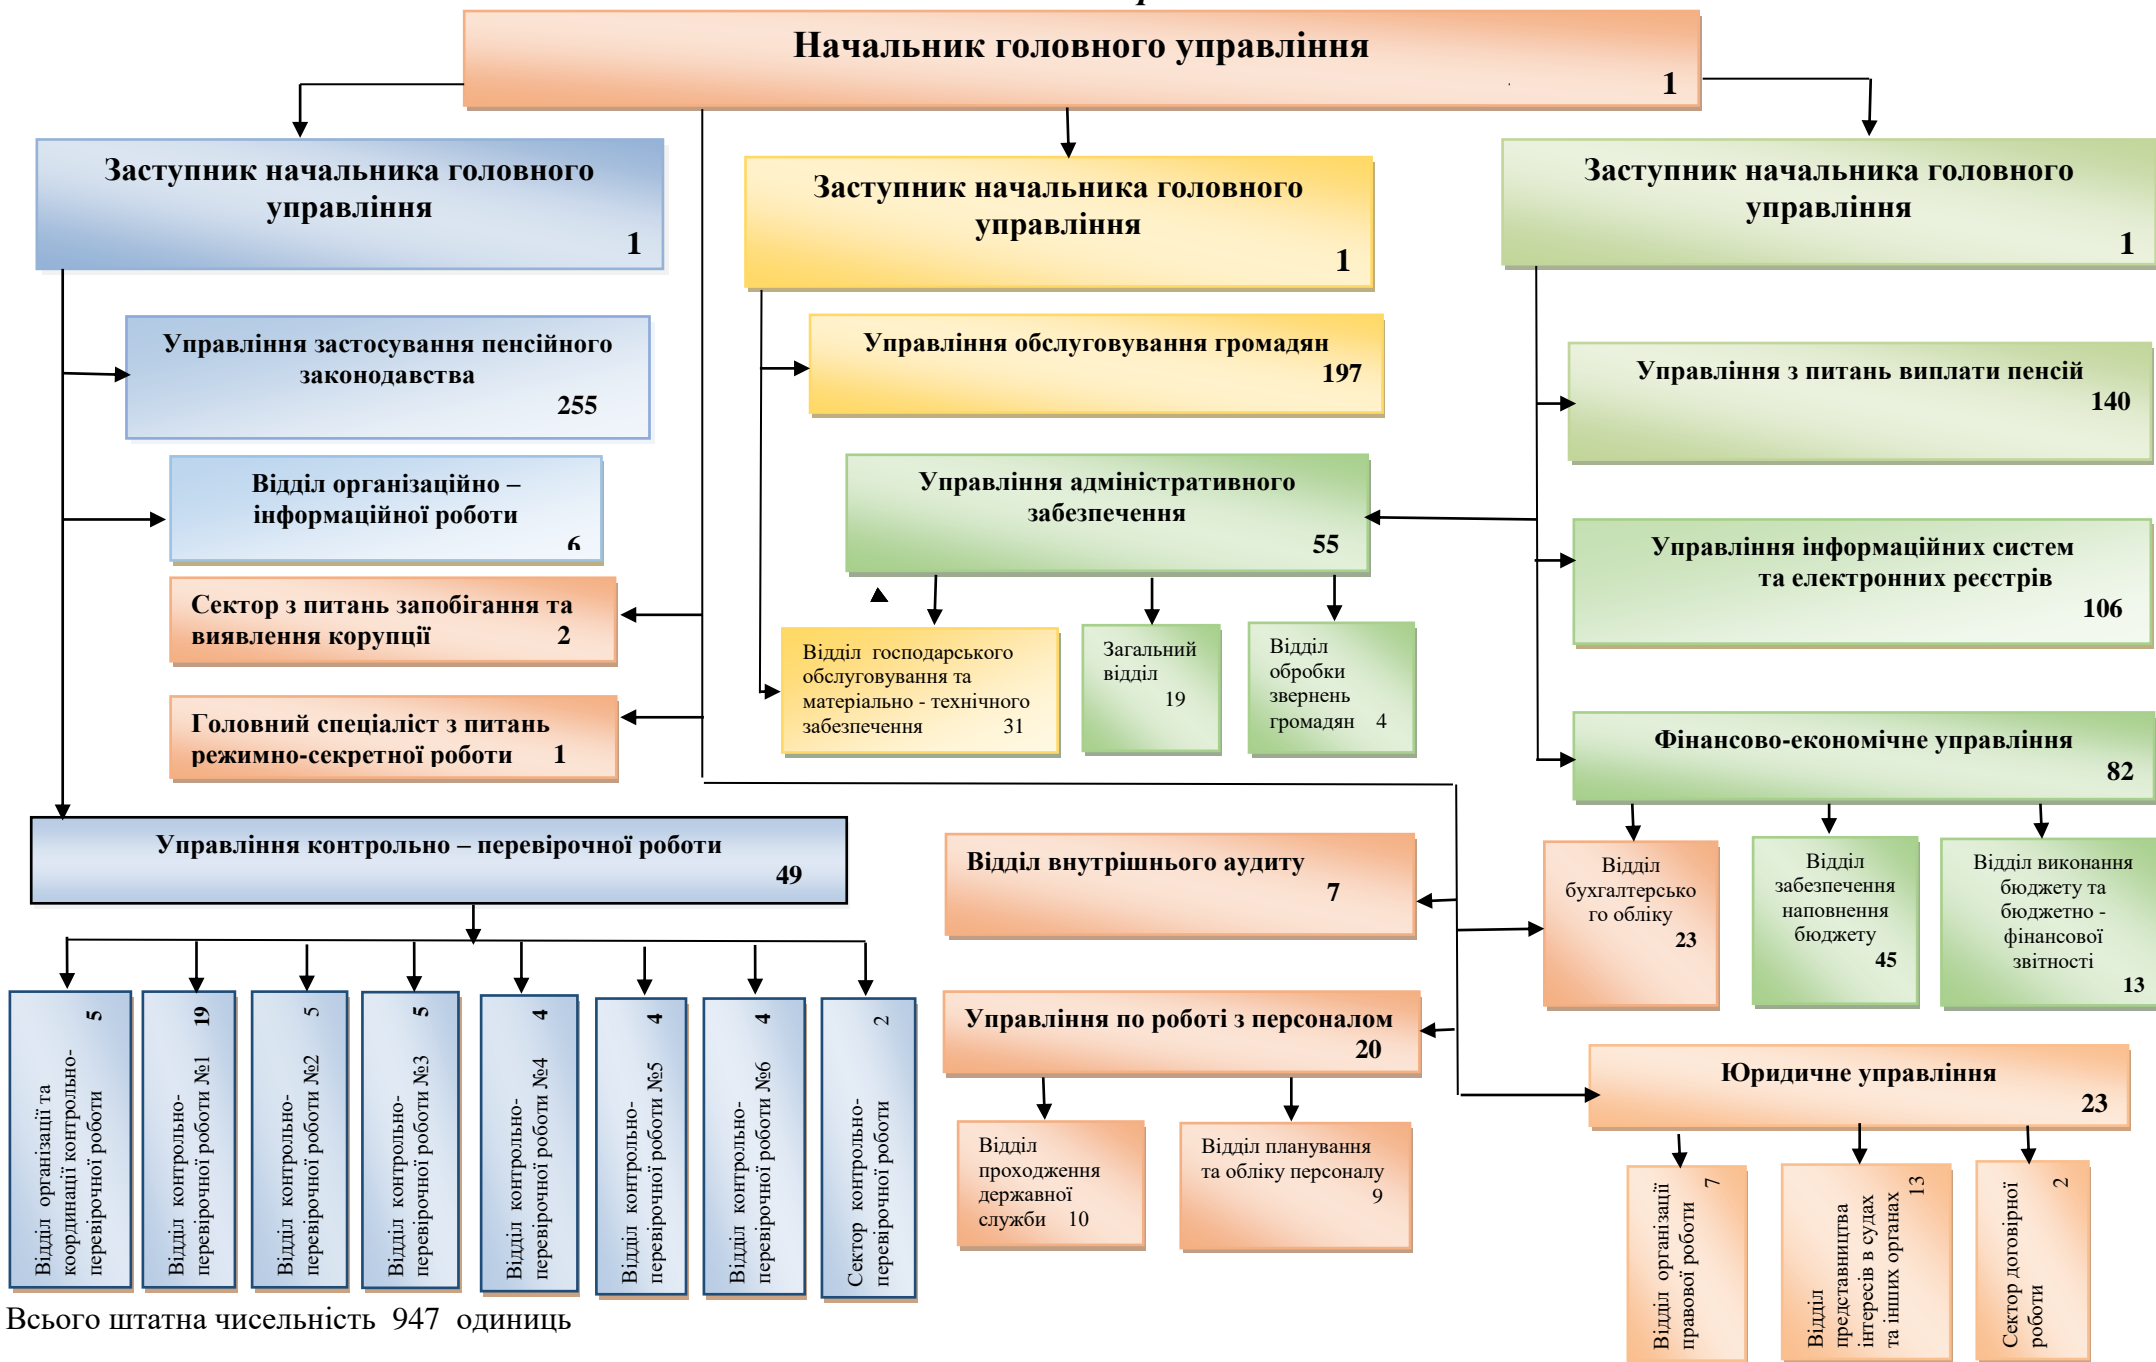 Начальник головного управління
1
Заступник начальника головного
управління
1
Заступник начальника головного
управління
1
Заступник начальника головного
управління
1
Управління застосування пенсійного
законодавства
255
Управління обслуговування громадян
197
Управління з питань виплати пенсій
140
Відділ організаційно –
інформаційної роботи
6
Управління адміністративного
забезпечення
55
Управління інформаційних систем
та електронних реєстрів
106
Сектор з питань запобігання та
виявлення корупції 2
Відділ господарського
обслуговування та
матеріально - технічного
забезпечення 31
Загальний
відділ
19
Відділ
обробки
звернень
громадян 4
Головний спеціаліст з питань
режимно-секретної роботи 1
Фінансово-економічне управління
82
Управління контрольно – перевірочної роботи
49
Відділ внутрішнього аудиту
7
Відділ
бухгалтерсько
го обліку
23
Відділ
забезпечення
наповнення
бюджету
45
Відділ виконання
бюджету та
бюджетно -
фінансової
звітності
13
Відділ організації та
координації контрольно-
перевірочної роботи 5
Відділ контрольно-
перевірочної роботи №1 19
Відділ контрольно-
перевірочної роботи №2 5
Відділ контрольно-
перевірочної роботи №3 5
Відділ контрольно-
перевірочної роботи №4 4
Відділ контрольно-
перевірочної роботи №5 4
Відділ контрольно-
перевірочної роботи №6 4
Сектор контрольно-
перевірочної роботи 2
Управління по роботі з персоналом
20
Юридичне управління
23
Відділ
проходження
державної
служби 10
Відділ планування
та обліку персоналу
9
Відділ організації
правової роботи 7
Відділ
представництва
інтересів в судах
та інших органах 13
Сектор договірної
роботи 2
Всього штатна чисельність 947 одиниць